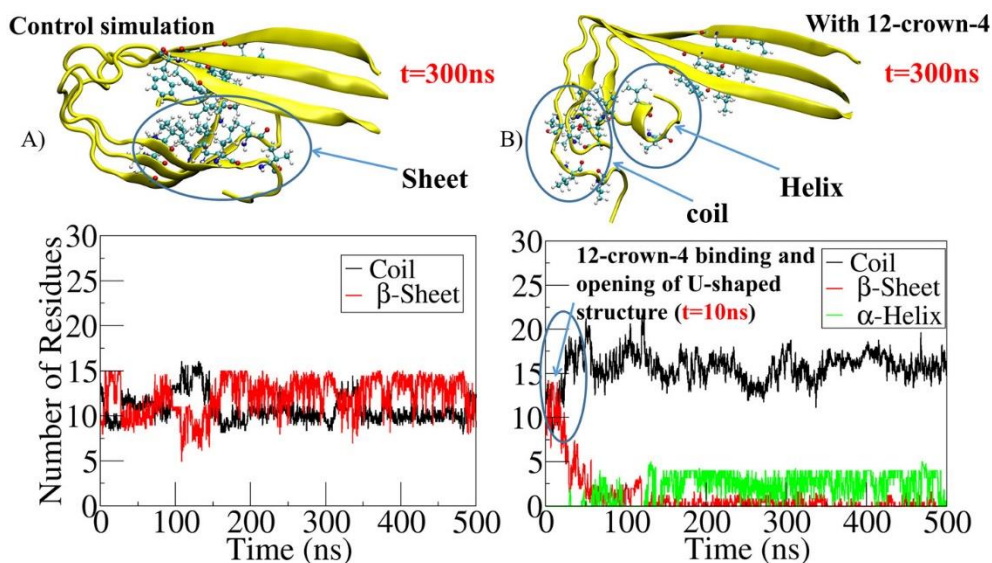 Control simulation
With 12-crown-4
t=300ns
t=300ns
A)
B)
Sheet
Helix
coil
30
25
20
15
10
5
0
Number of Residues
Coil
β-Sheet
0 100 200 300 400 500
Time (ns)
30
25
20
15
10
5
0
12-crown-4 binding and
opening of U-shaped
structure (t=10ns)
Coil
β-Sheet
α-Helix
0 100 200 300 400 500
Time (ns)